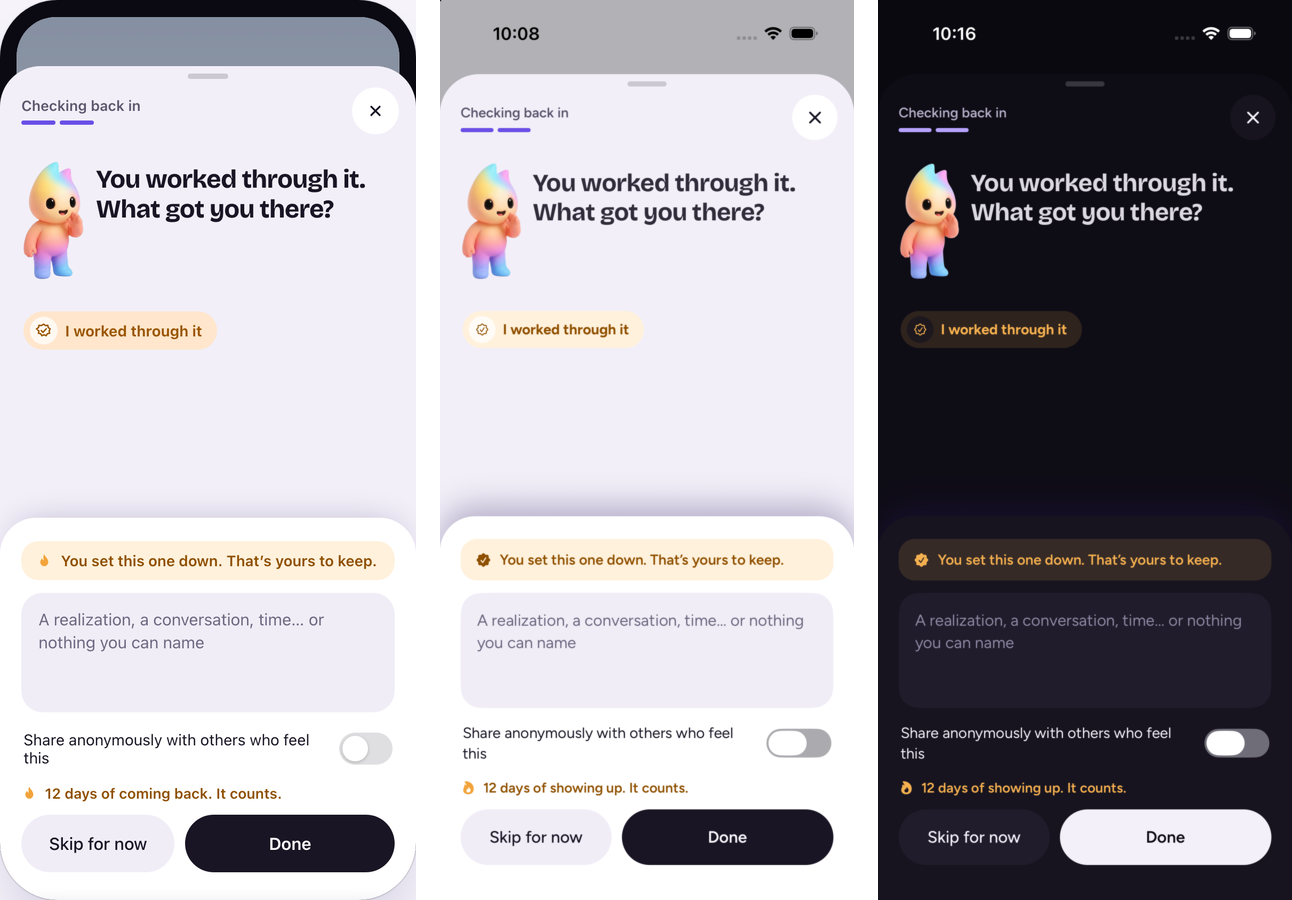 Checking back in
You worked through it.
What got you there?
I worked through it
You set this one down. That’s yours to keep.
A realization, a conversation, time... or
nothing you can name
Share anonymously with others who feel
this
12 days of coming back. It counts.
Skip for now
Done
10:08
Checking back in
You worked through it.
What got you there?
I worked through it
You set this one down. That’s yours to keep.
A realization, a conversation, time... or nothing
you can name
Share anonymously with others who feel
this
12 days of showing up. It counts.
Skip for now
Done
10:16
Checking back in
You worked through it.
What got you there?
I worked through it
You set this one down. That’s yours to keep.
A realization, a conversation, time... or nothing
you can name
Share anonymously with others who feel
this
12 days of showing up. It counts.
Skip for now
Done